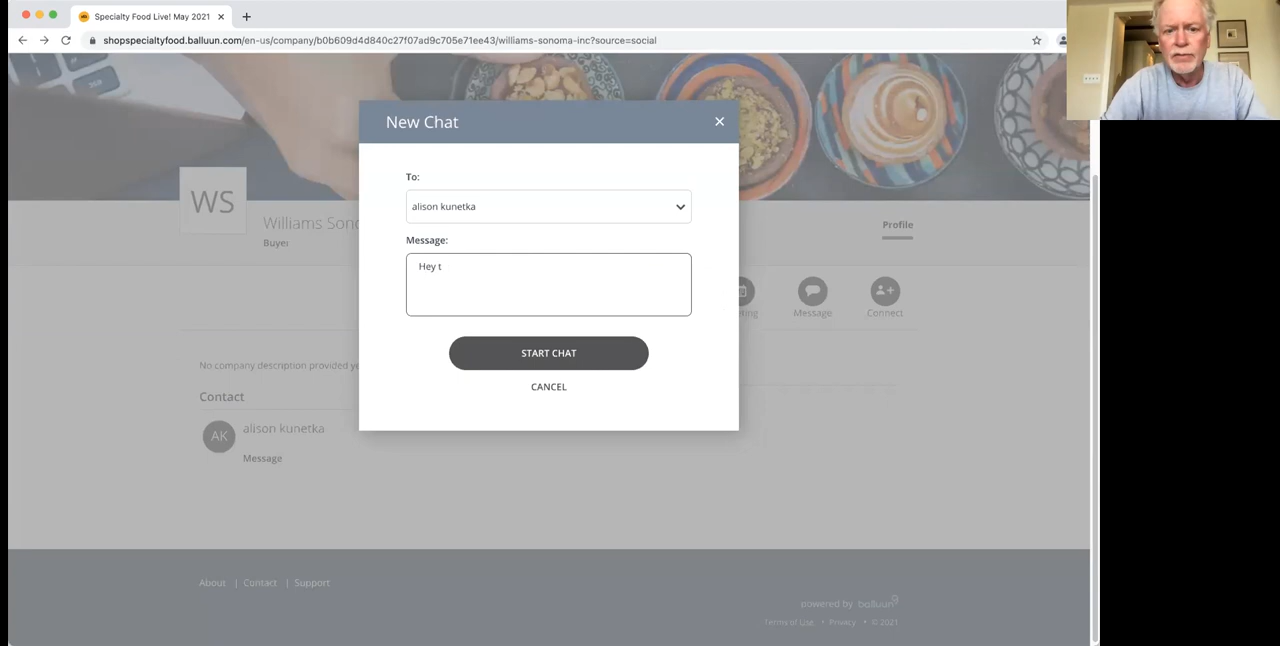 Specialty Food Live! May 2021
shopspecialtyfood.balluun.com/en-us/company/b0b609d4d840c27f07ad9c705e71ee43/williams-sonoma-inc?source=social
New Chat
To:
alison kunetka
Message:
Hey t
START CHAT
CANCEL
WS
Williams Sono
Buyer
Profile
Message
Connect
No company description provided ye
Contact
AK
alison kunetka
Message
About | Contact | Support
powered by balluun
Terms of Use • Privacy • © 2021